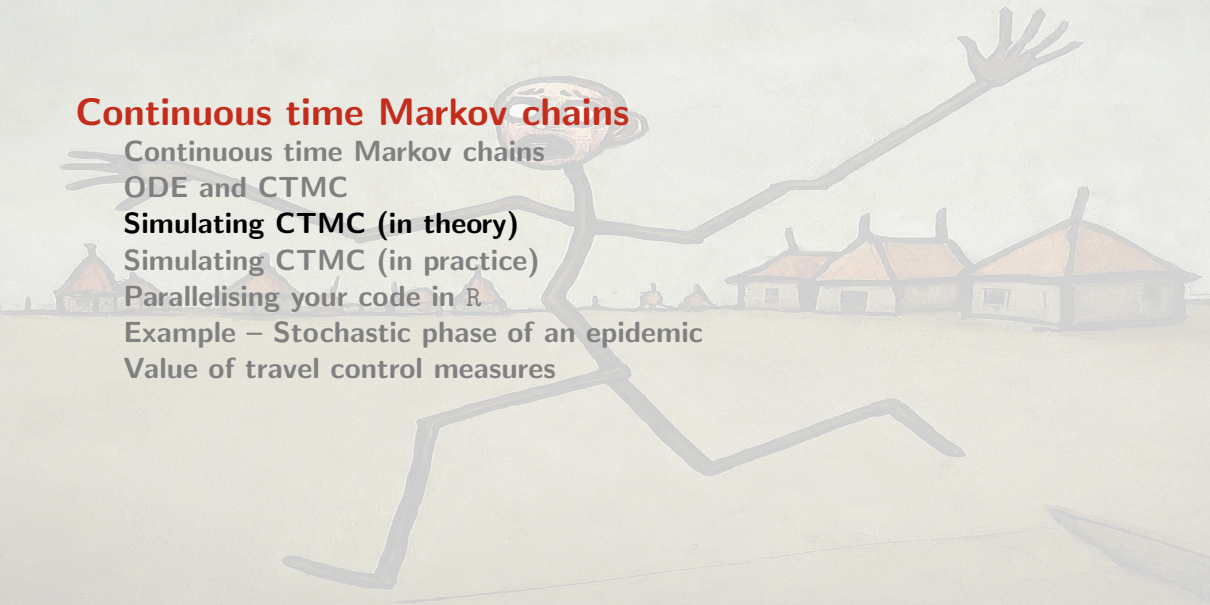 Continuous time Markov chains
Continuous time Markov chains
ODE and CTMC
Simulating CTMC (in theory)
Simulating CTMC (in practice)
Parallelising your code in R
Example – Stochastic phase of an epidemic
Value of travel control measures